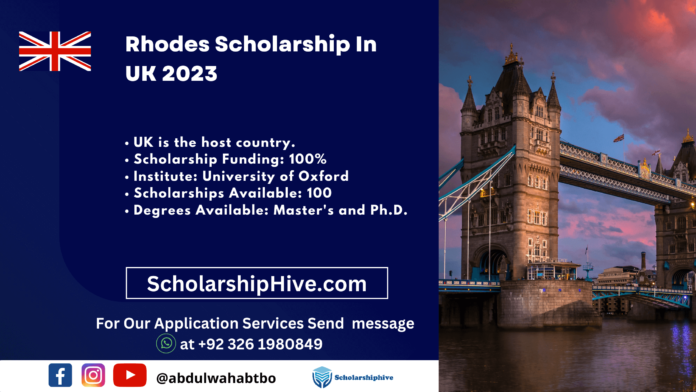 Rhodes Scholarship In
UK 2023
• UK is the host country.
• Scholarship Funding: 100%
• Institute: University of Oxford
• Scholarships Available: 100
• Degrees Available: Master's and Ph.D.
ScholarshipHive.com
For Our Application Services Send message
at +92 326 1980849
@abdulwahabtbo
Scholarshiphive